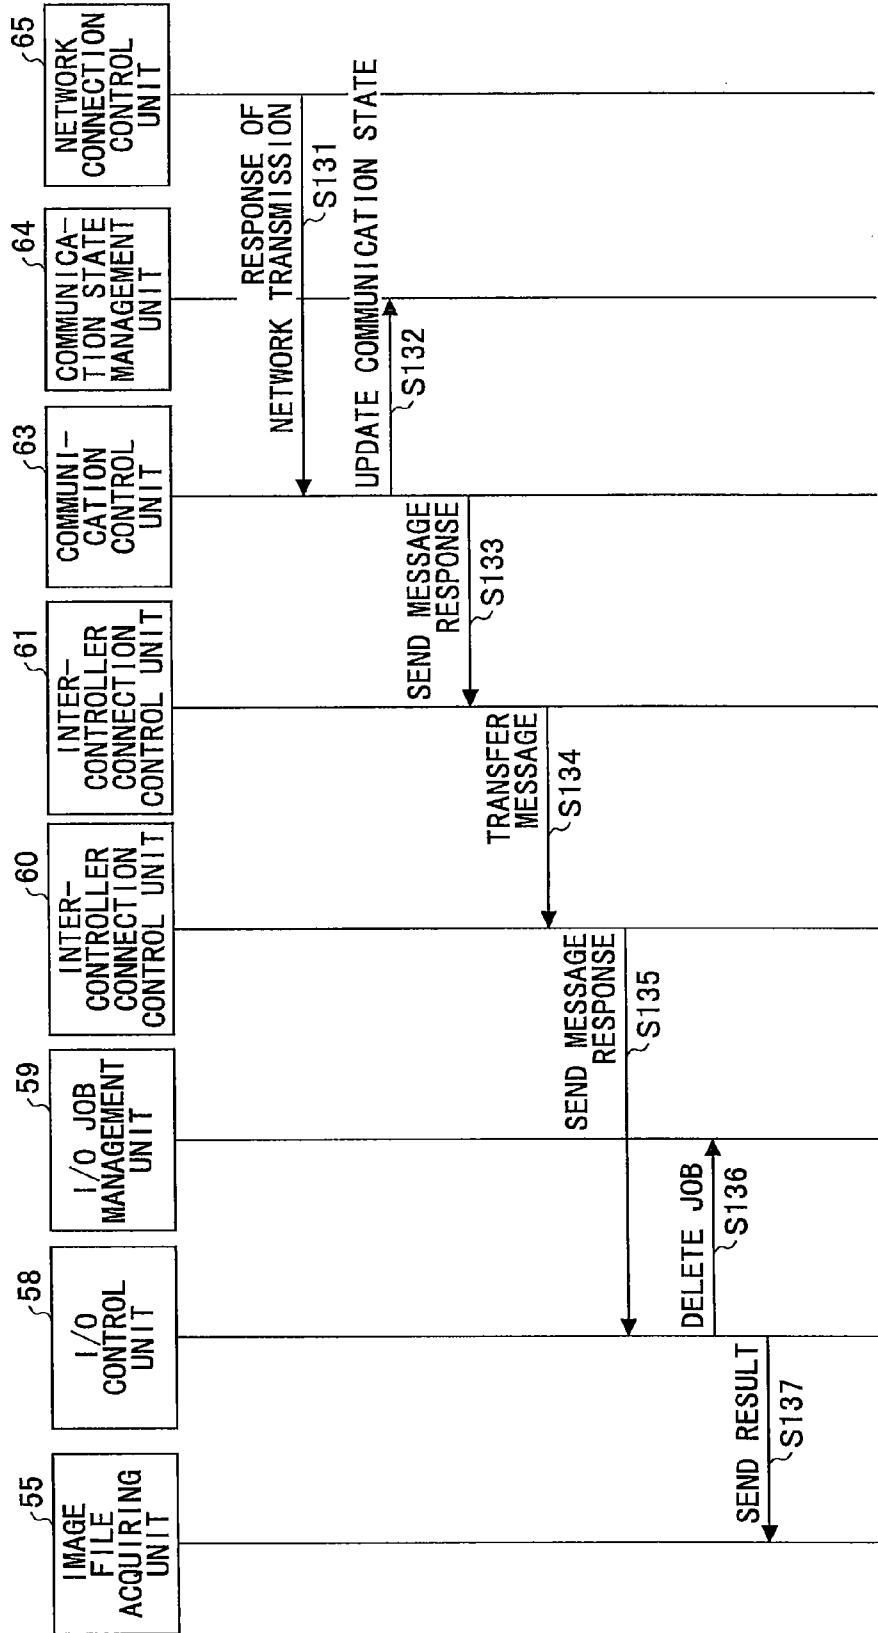 55
IMAGE
FILE
ACQUIRING
UNIT
58
I/O
CONTROL
UNIT
59
I/O JOB
MANAGEMENT
UNIT
60
INTER-
CONTROLLER
CONNECTION
CONTROL UNIT
61
INTER-
CONTROLLER
CONNECTION
CONTROL UNIT
63
COMMUNI-
CATION
CONTROL
UNIT
64
COMMUNICA-
TION STATE
MANAGEMENT
UNIT
65
NETWORK
CONNECTION
CONTROL
UNIT
RESPONSE OF
NETWORK TRANSMISSION
S131
UPDATE COMMUNICATION STATE
S132
SEND MESSAGE
RESPONSE
S133
TRANSFER
MESSAGE
S134
SEND MESSAGE
RESPONSE
S135
DELETE JOB
S136
SEND RESULT
S137